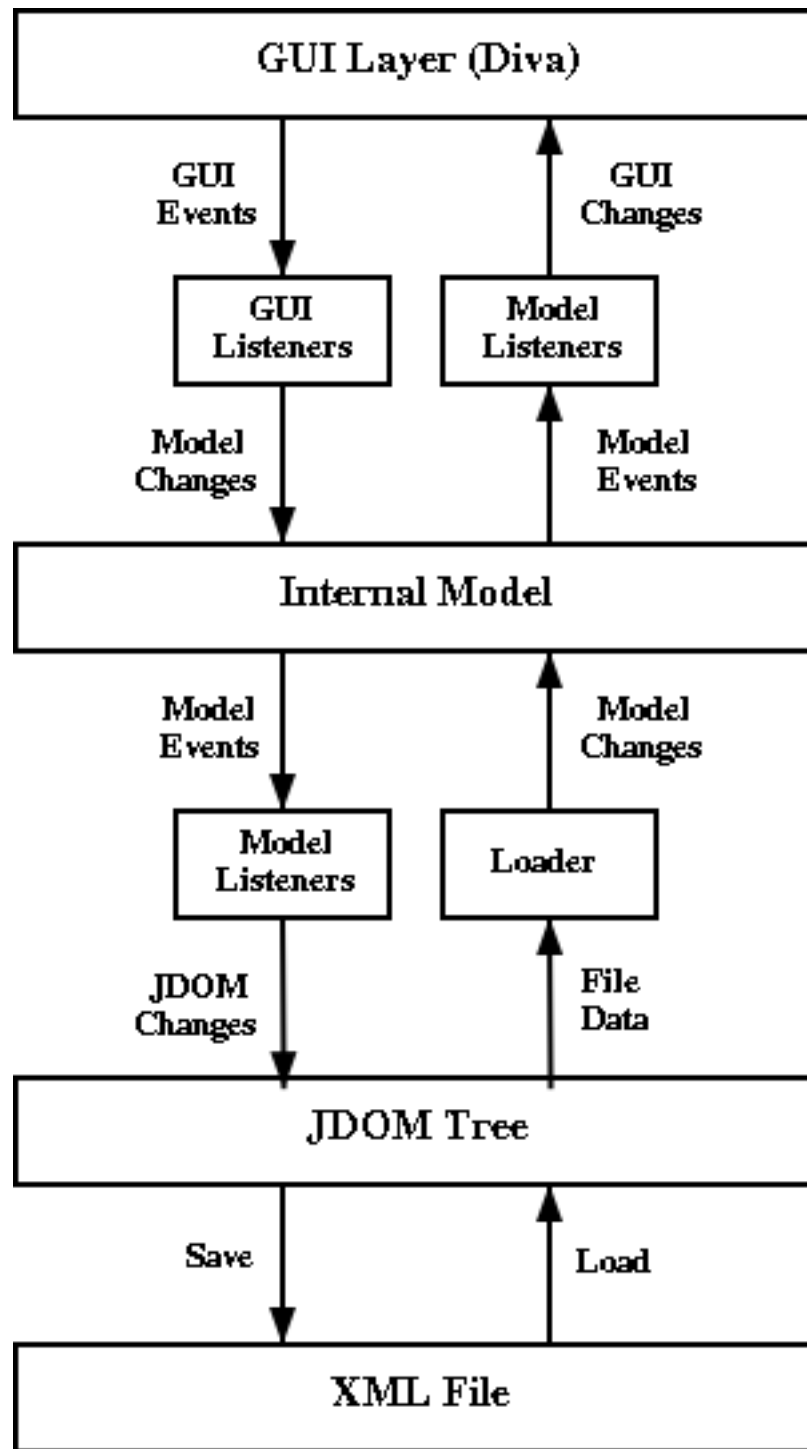 GUI Layer (Diva)
GUI
Events
GUI
Changes
GUI
Listeners
Model
Listeners
Model
Changes
Model
Events
Internal Model
Model
Events
Model
Changes
Model
Listeners
Loader
JDOM
Changes
File
Data
JDOM Tree
Save
Load
XML File